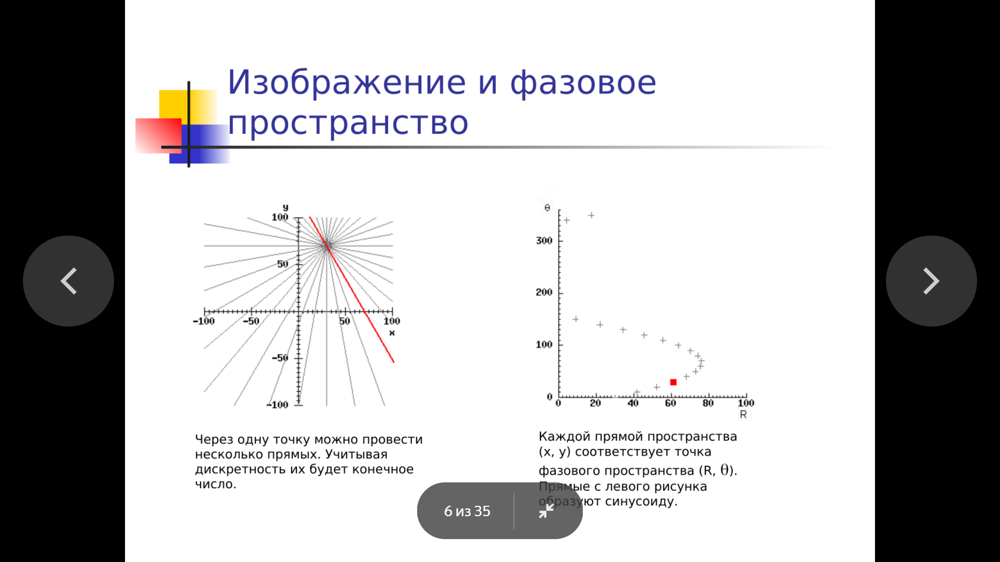 Изображение и фазовое
пространство
y
100
50
-100
-50
50
100
x
-50
-100
Через одну точку можно провести
несколько прямых. Учитывая
дискретность их будет конечное
число.
θ
300
200
100
0
0
20
40
60
80
100
R
Каждой прямой пространства
(x, y) соответствует точка
фазового пространства (R, θ).
Прямые с левого рисунка
образуют синусоиду.
6 из 35